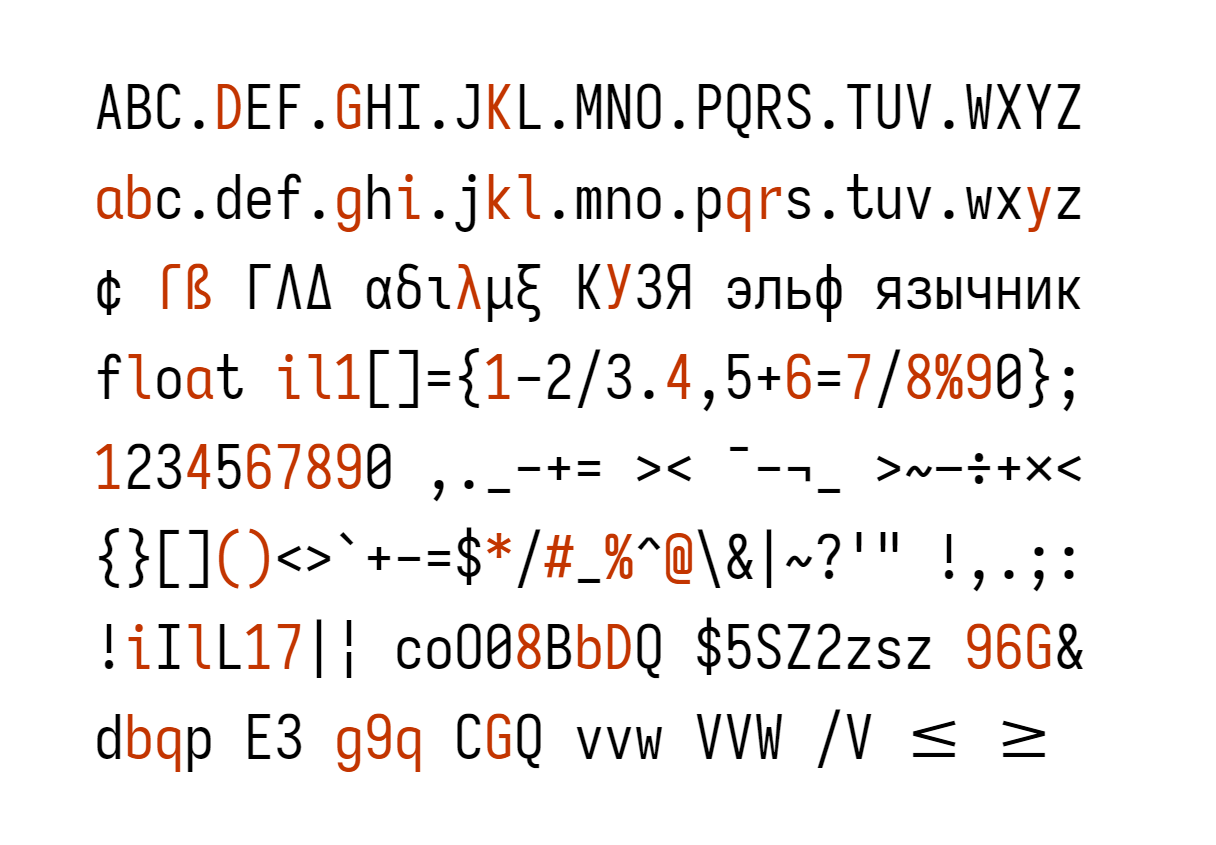 ABC.DEF.GHI.JKL.MNO.PQRS.TUV.WXYZ
abc.def.ghi.jkl.mno.pqrs.tuv.wxyz
¢ ſß ΓΛΔ αδιλμξ КУЗЯ эльф язычник
float il1[]={1-2/3.4,5+6=7/8%90};
1234567890 ,._-+= >< ¯-¬_ >~–÷+×<
{}[]()<>`+-=$*/#_%^@\&|~?'" !,.;:
!iIlL17|¦ coO08BbDQ $5SZ2zsz 96G&
dbqp E3 g9q CGQ vvw VVW /V ≤ ≥